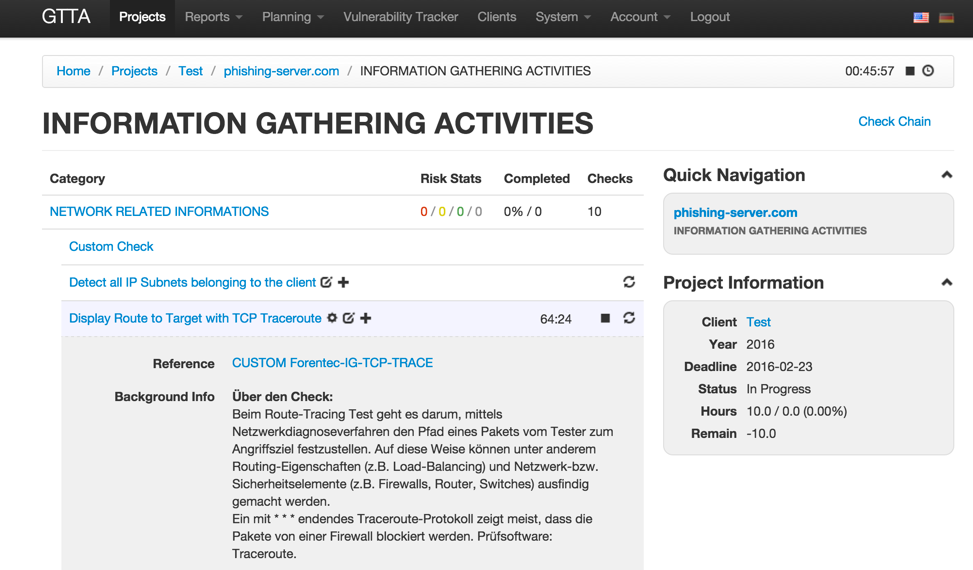 GTTA Projects Reports Planning Vulnerability Tracker Clients System Account Logout
Home / Projects / Test / phishing-server.com / INFORMATION GATHERING ACTIVITIES 00:45:57
INFORMATION GATHERING ACTIVITIES
Check Chain
Category Risk Stats Completed Checks
NETWORK RELATED INFORMATIONS 0 / 0 / 0 / 0 0% / 0 10
Custom Check
Detect all IP Subnets belonging to the client
Display Route to Target with TCP Traceroute 64:24
Reference CUSTOM Forentec-IG-TCP-TRACE
Background Info Über den Check:
Beim Route-Tracing Test geht es darum, mittels
Netzwerkdiagnoseverfahren den Pfad eines Pakets vom Tester zum
Angriffsziel festzustellen. Auf diese Weise können unter anderem
Routing-Eigenschaften (z.B. Load-Balancing) und Netzwerk-bzw.
Sicherheitselemente (z.B. Firewalls, Router, Switches) ausfindig
gemacht werden.
Ein mit * * * endendes Traceroute-Protokoll zeigt meist, dass die
Pakete von einer Firewall blockiert werden. Prüfsoftware:
Traceroute.
Quick Navigation
phishing-server.com
INFORMATION GATHERING ACTIVITIES
Project Information
Client Test
Year 2016
Deadline 2016-02-23
Status In Progress
Hours 10.0 / 0.0 (0.00%)
Remain -10.0